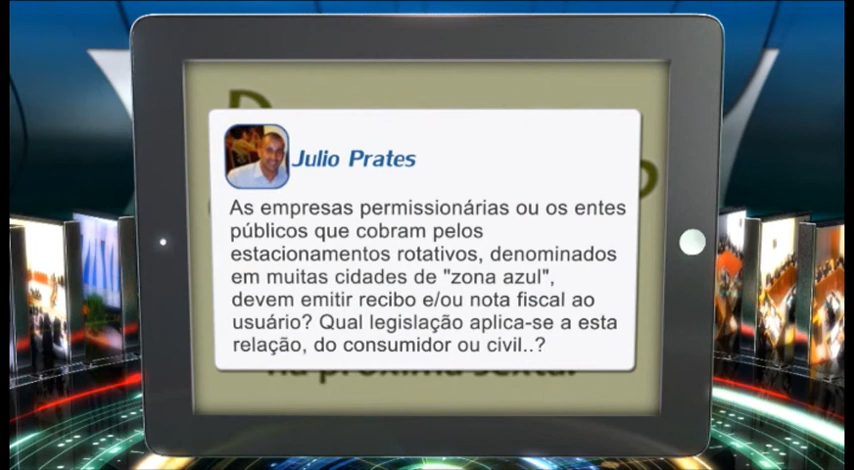 Julio Prates
As empresas permissionárias ou os entes
públicos que cobram pelos
estacionamentos rotativos, denominados
em muitas cidades de "zona azul",
devem emitir recibo e/ou nota fiscal ao
usuário? Qual legislação aplica-se a esta
relação, do consumidor ou civil..?